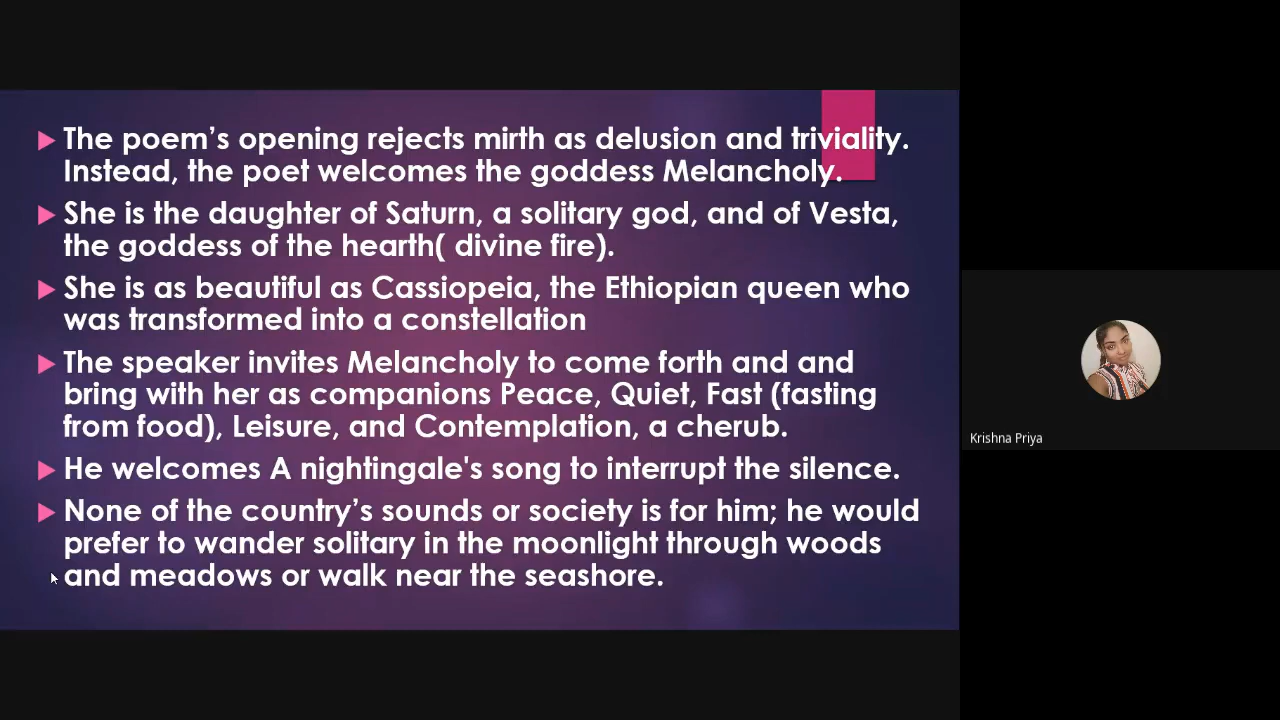 The poem’s opening rejects mirth as delusion and triviality.
Instead, the poet welcomes the goddess Melancholy.
She is the daughter of Saturn, a solitary god, and of Vesta,
the goddess of the hearth( divine fire).
She is as beautiful as Cassiopeia, the Ethiopian queen who
was transformed into a constellation
The speaker invites Melancholy to come forth and and
bring with her as companions Peace, Quiet, Fast (fasting
from food), Leisure, and Contemplation, a cherub.
He welcomes A nightingale's song to interrupt the silence.
None of the country’s sounds or society is for him; he would
prefer to wander solitary in the moonlight through woods
and meadows or walk near the seashore.
Krishna Priya